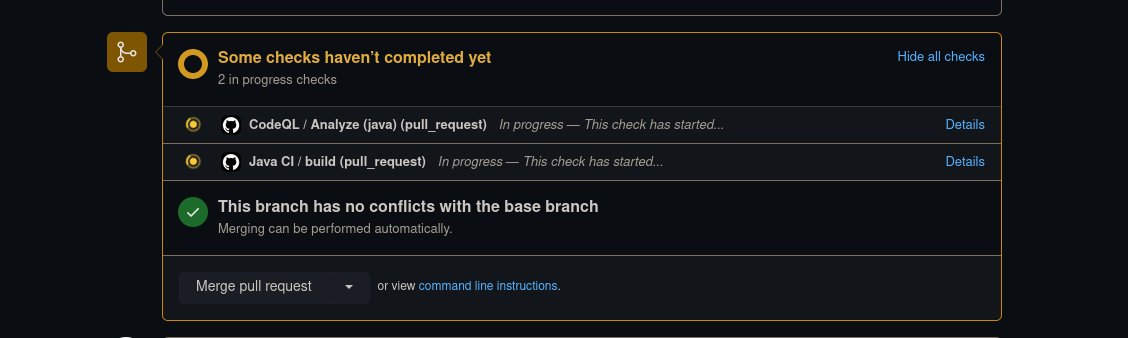 Some checks haven’t completed yet
Hide all checks
2 in progress checks
CodeQL / Analyze (java) (pull_request) In progress — This check has started...
Details
Java CI / build (pull_request) In progress — This check has started...
Details
This branch has no conflicts with the base branch
Merging can be performed automatically.
Merge pull request
or view command line instructions.